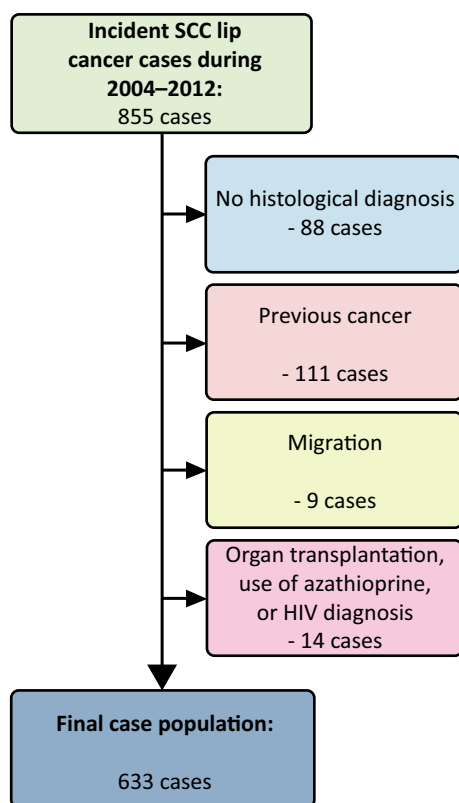 Incident SCC lip
cancer cases during
2004–2012:
855 cases
No histological diagnosis
- 88 cases
Previous cancer
- 111 cases
Migration
- 9 cases
Organ transplantation,
use of azathioprine,
or HIV diagnosis
- 14 cases
Final case population:
633 cases